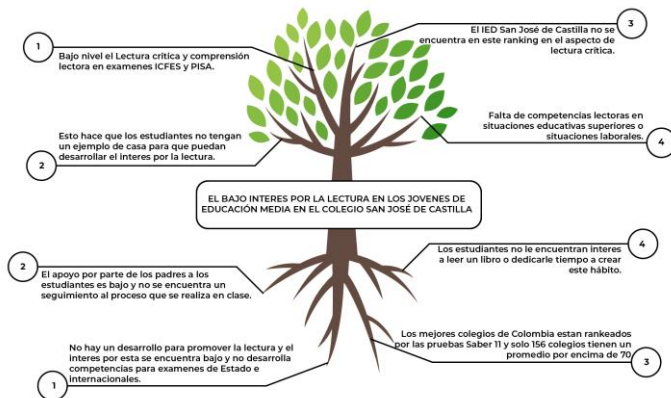 1
Bajo nivel el Lectura crítica y comprensión
lectora en examenes ICFES y PISA.
3
El IED San José de Castilla no se
encuentra en este ranking en el aspecto de
lectura crítica.
Esto hace que los estudiantes no tengan
un ejemplo de casa para que puedan
desarrollar el interes por la lectura.
2
Falta de competencias lectoras en
situaciones educativas superiores o
situaciones laborales.
4
EL BAJO INTERES POR LA LECTURA EN LOS JOVENES DE
EDUCACIÓN MEDIA EN EL COLEGIO SAN JOSÉ DE CASTILLA
2
El apoyo por parte de los padres a los
estudiantes es bajo y no se encuentra un
seguimiento al proceso que se realiza en clase.
4
Los estudiantes no le encuentran interes
a leer un libro o dedicarle tiempo a crear
este hábito.
No hay un desarrollo para promover la lectura y el
interes por esta se encuentra bajo y no desarrolla
competencias para examenes de Estado e
internacionales.
1
Los mejores colegios de Colombia estan rankeados
por las pruebas Saber 11 y solo 156 colegios tienen un
promedio por encima de 70
3